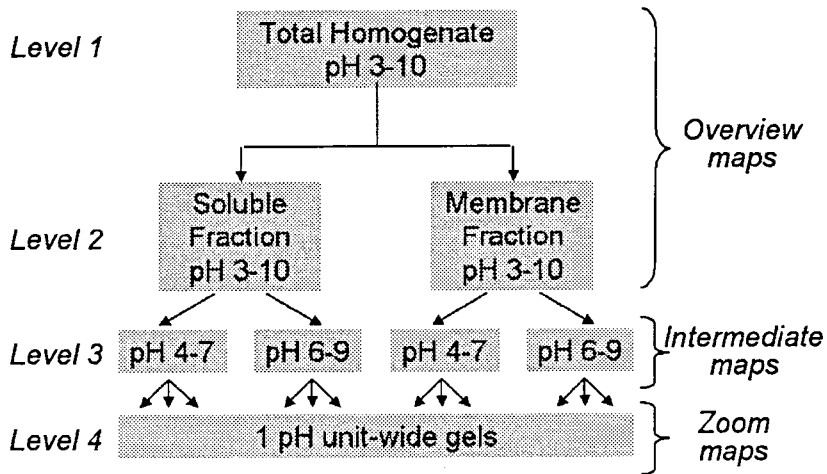 Level 1
Total Homogenate
pH 3-10
Overview
maps
Level 2
Soluble
Fraction
pH 3-10
Membrane
Fraction
pH 3-10
Level 3
pH 4-7
pH 6-9
pH 4-7
pH 6-9
Intermediate
maps
Level 4
1 pH unit-wide gels
Zoom
maps